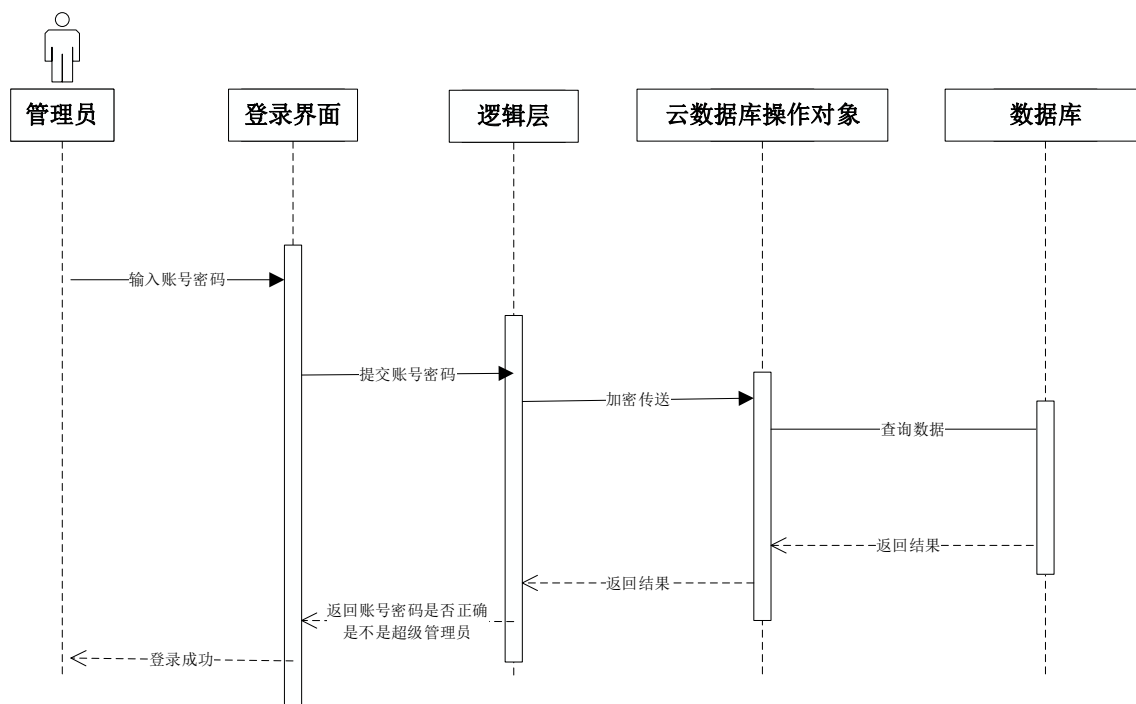 管理员
登录界面
逻辑层
云数据库操作对象
数据库
输入账号密码
提交账号密码
加密传送
查询数据
返回结果
返回结果
返回账号密码是否正确
是不是超级管理员
登录成功